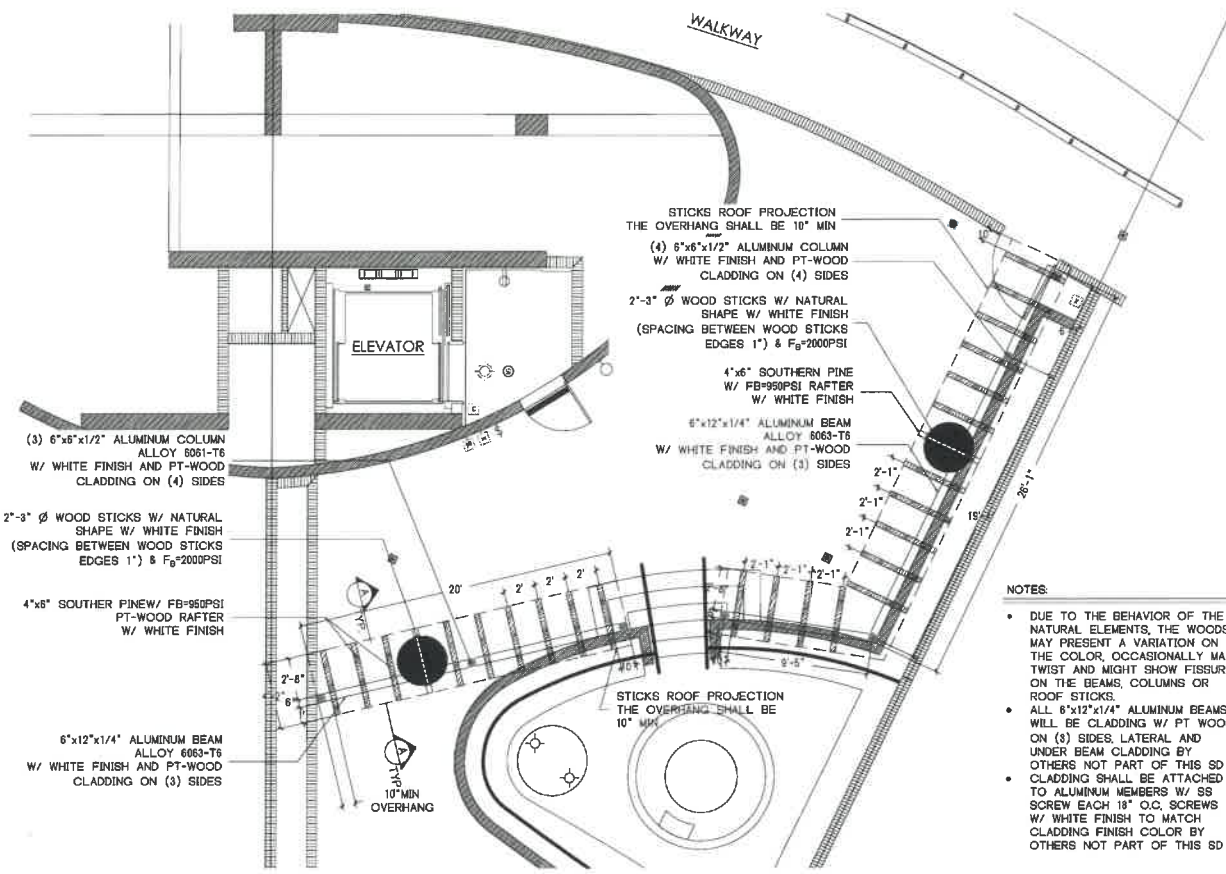 WALKWAY
STICKS ROOF PROJECTION
THE OVERHANG SHALL BE 10" MIN
(4) 6"x6"x1/2" ALUMINUM COLUMN
W/ WHITE FINISH AND PT-WOOD
CLADDING ON (4) SIDES
2"-3" Ø WOOD STICKS W/ NATURAL
SHAPE W/ WHITE FINISH
(SPACING BETWEEN WOOD STICKS
EDGES 1") & FB=2000PSI
4"x6" SOUTHERN PINE
W/ FB=950PSI RAFTER
W/ WHITE FINISH
6"x12"x1/4" ALUMINUM BEAM
ALLOY 6063-T6
W/ WHITE FINISH AND PT-WOOD
CLADDING ON (3) SIDES
10"
6"
2'-1"
2'-1"
2'-1"
26'-1"
ELEVATOR
(3) 6"x6"x1/2" ALUMINUM COLUMN
ALLOY 6061-T6
W/ WHITE FINISH AND PT-WOOD
CLADDING ON (4) SIDES
2"-3" Ø WOOD STICKS W/ NATURAL
SHAPE W/ WHITE FINISH
(SPACING BETWEEN WOOD STICKS
EDGES 1") & FB=2000PSI
4"x6" SOUTHER PINEW/ FB=950PSI
PT-WOOD RAFTER
W/ WHITE FINISH
6"x12"x1/4" ALUMINUM BEAM
ALLOY 6063-T6
W/ WHITE FINISH AND PT-WOOD
CLADDING ON (3) SIDES
A
TYP
20'
2'
2'
2'
2'-8"
6"
A
TYP
10"MIN
OVERHANG
2'-1"
2'-1"
2'-1"
9'-5"
STICKS ROOF PROJECTION
THE OVERHANG SHALL BE
10" MIN
NOTES:
• DUE TO THE BEHAVIOR OF THE
NATURAL ELEMENTS, THE WOODS
MAY PRESENT A VARIATION ON
THE COLOR, OCCASIONALLY MA
TWIST AND MIGHT SHOW FISSUR
ON THE BEAMS, COLUMNS OR
ROOF STICKS.
• ALL 6"x12"x1/4" ALUMINUM BEAMS
WILL BE CLADDING W/ PT WOO
ON (3) SIDES, LATERAL AND
UNDER BEAM CLADDING BY
OTHERS NOT PART OF THIS SD
• CLADDING SHALL BE ATTACHED
TO ALUMINUM MEMBERS W/ SS
SCREW EACH 18" O.C. SCREWS
W/ WHITE FINISH TO MATCH
CLADDING FINISH COLOR BY
OTHERS NOT PART OF THIS SD